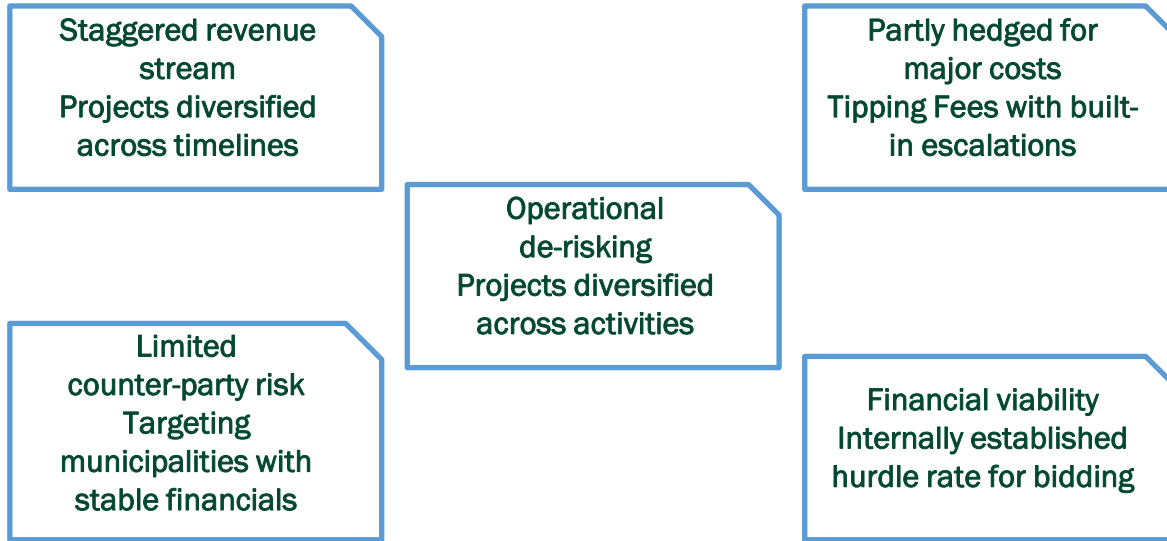 Staggered revenue
stream
Projects diversified
across timelines
Partly hedged for
major costs
Tipping Fees with built-
in escalations
Operational
de-risking
Projects diversified
across activities
Limited
counter-party risk
Targeting
municipalities with
stable financials
Financial viability
Internally established
hurdle rate for bidding